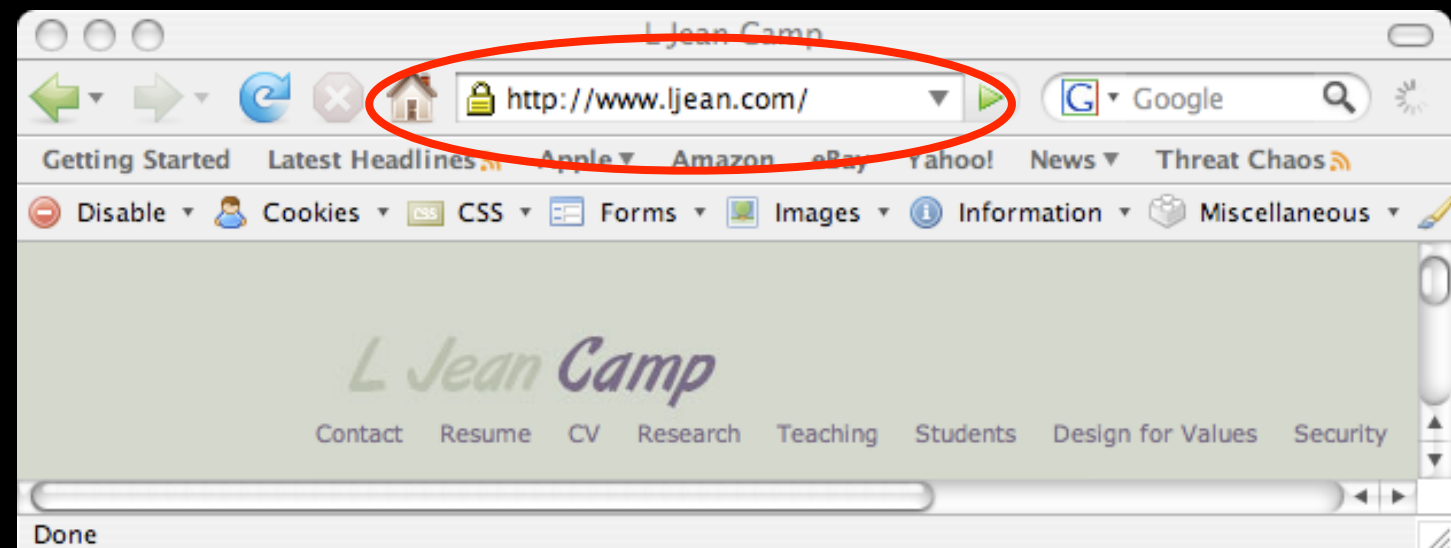 L Jean Camp
http://www.ljean.com/ G Google
Getting Started Latest Headlines Apple Amazon eBay Yahoo! News Threat Chaos
Disable Cookies CSS CSS Forms Images Information Miscellaneous
L Jean Camp
Contact Resume CV Research Teaching Students Design for Values Security
Done